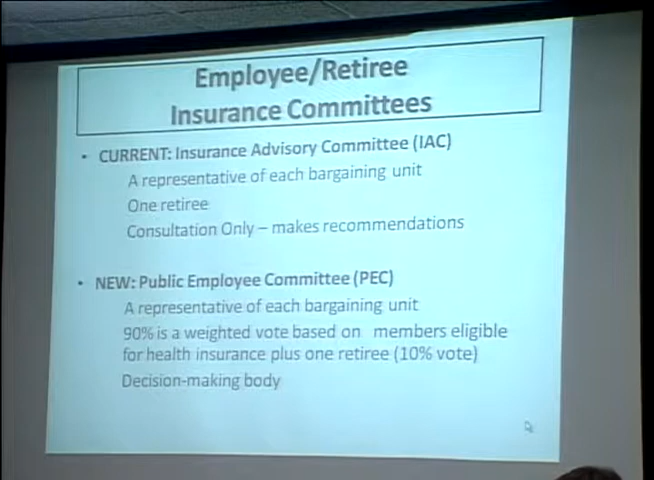 Employee/Retiree
Insurance Committees
• CURRENT: Insurance Advisory Committee (IAC)
A representative of each bargaining unit
One retiree
Consultation Only – makes recommendations
• NEW: Public Employee Committee (PEC)
A representative of each bargaining unit
90% is a weighted vote based on members eligible
for health insurance plus one retiree (10% vote)
Decision-making body